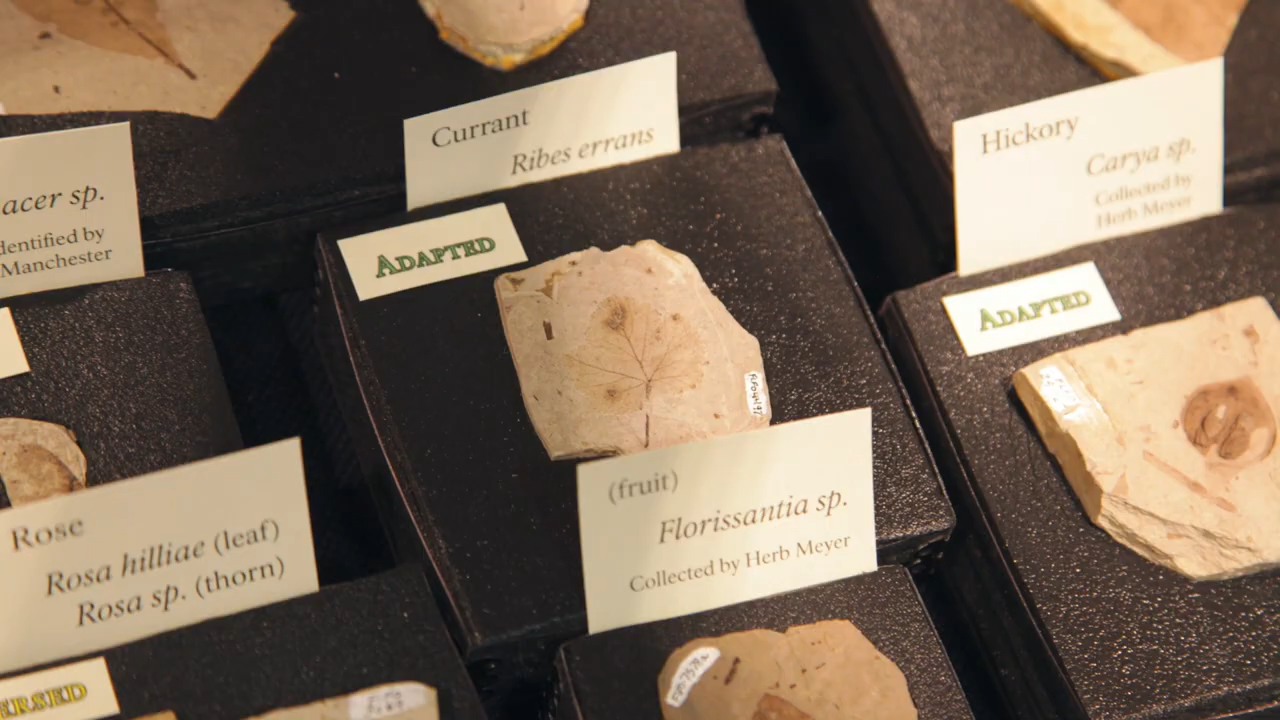 acer sp.
dentified by
Manchester
Currant
Ribes errans
ADAPTED
Hickory
Carya sp.
Collected by
Herb Meyer
ADAPTED
Rose
Rosa hilliae (leaf)
Rosa sp. (thorn)
ERSED
(fruit)
Florissantia sp.
Collected by Herb Meyer